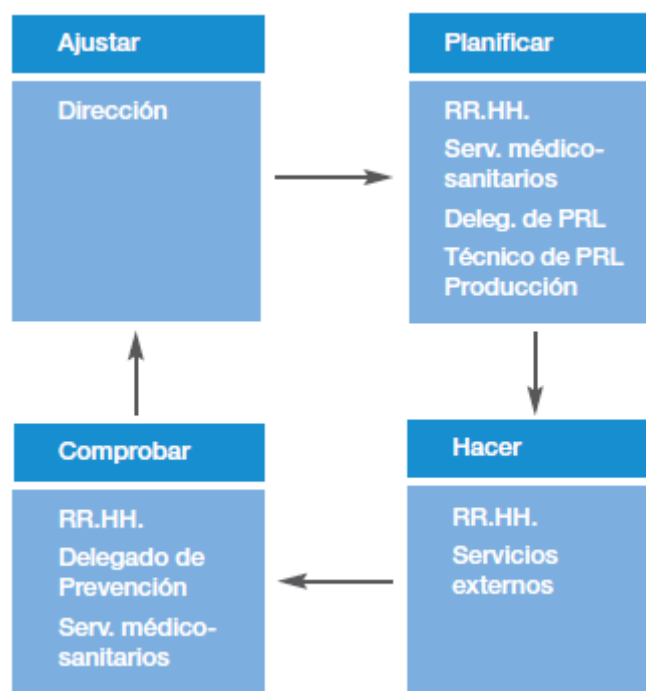 Ajustar
Dirección
Planificar
RR.HH.
Serv. médico-
sanitarios
Deleg. de PRL
Técnico de PRL
Producción
Comprobar
RR.HH.
Delegado de
Prevención
Serv. médico-
sanitarios
Hacer
RR.HH.
Servicios
externos